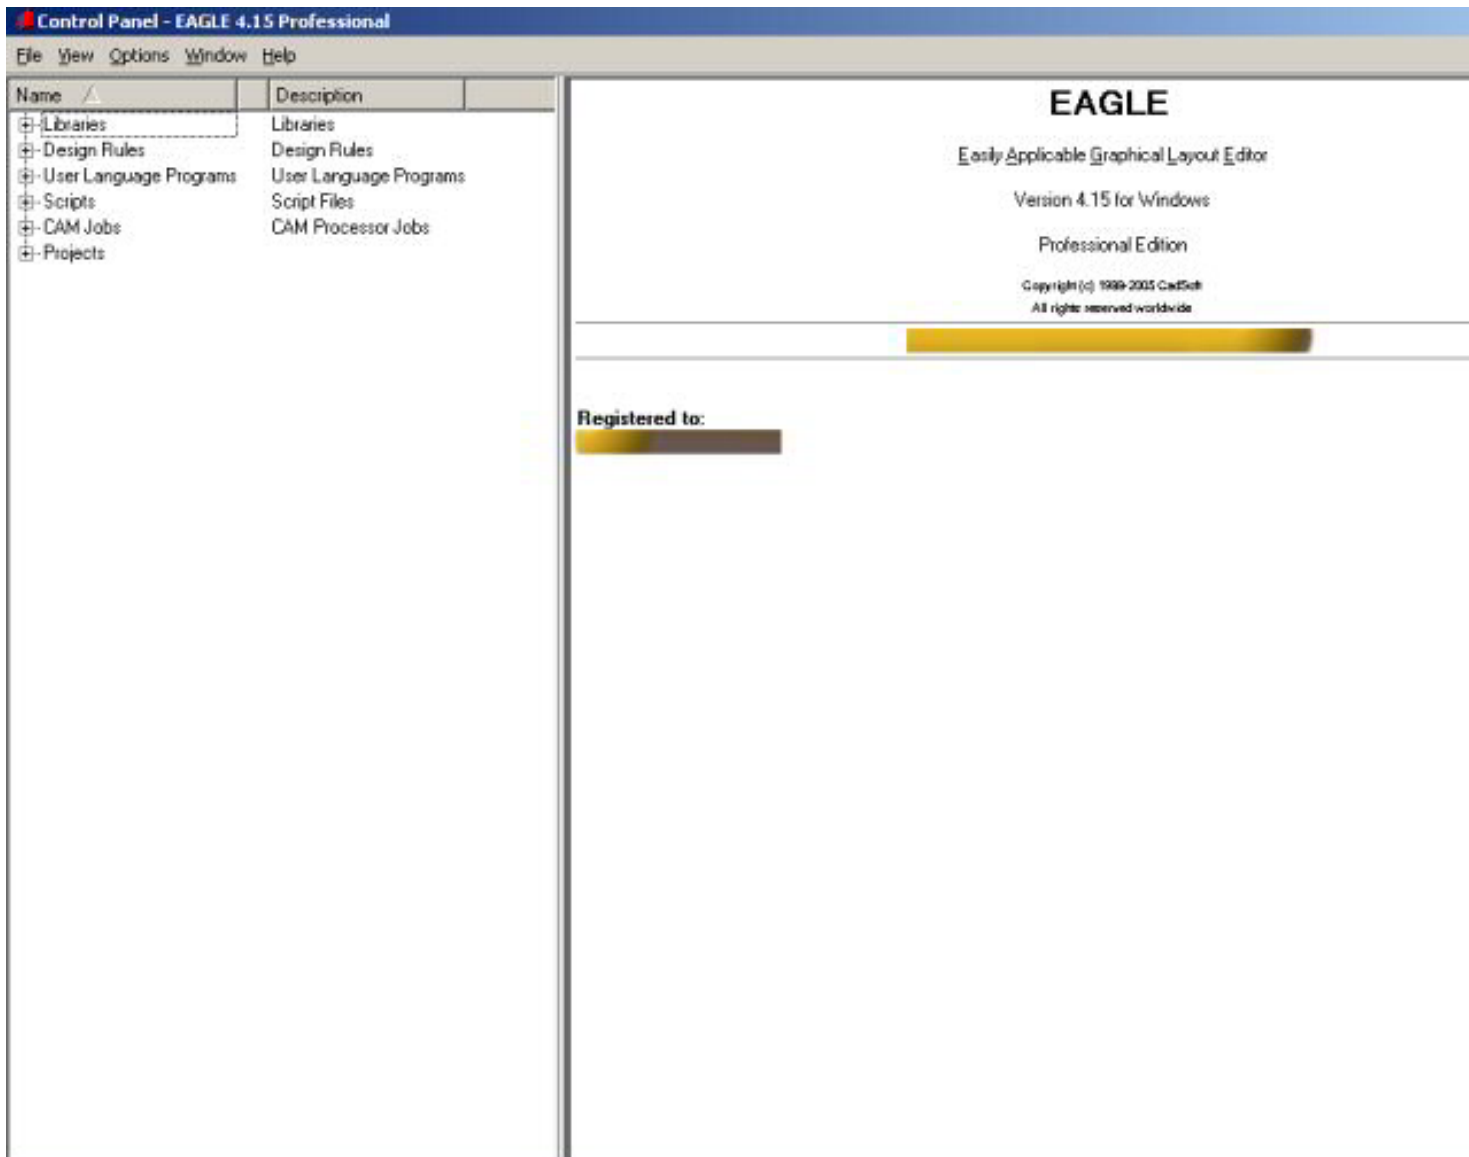 Control Panel - EAGLE 4.15 Professional
File View Options Window Help
Name Description
Libraries Libraries
Design Rules Design Rules
User Language Programs User Language Programs
Scripts Script Files
CAM Jobs CAM Processor Jobs
Projects
EAGLE
Easily Applicable Graphical Layout Editor
Version 4.15 for Windows
Professional Edition
Copyright (c) 1988-2005 CadSoft
All rights reserved worldwide
Registered to: